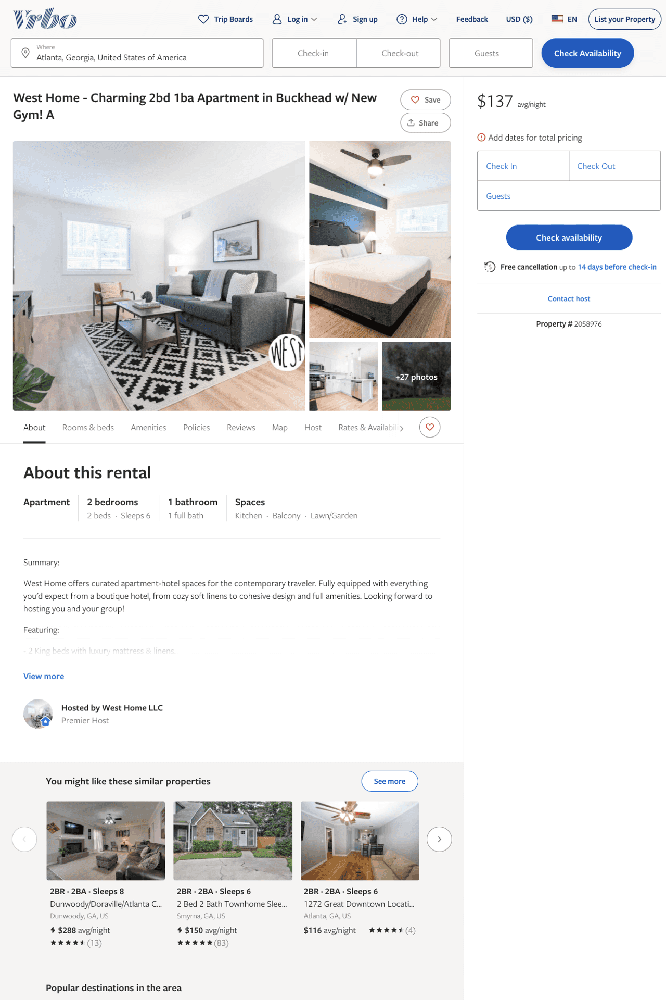 Vrbo
Trip Boards
Log in
Sign up
Help
Feedback
USD ($)
EN
List your Property
Where
Atlanta, Georgia, United States of America
Check-in
Check-out
Guests
Check Availability
West Home - Charming 2bd 1ba Apartment in Buckhead w/ New
Gym! A
Save
Share
WEST
+27 photos
$137 avg/night
Add dates for total pricing
Check In
Check Out
Guests
Check availability
Free cancellation up to 14 days before check-in
Contact host
Property # 2058976
About
Rooms & beds
Amenities
Policies
Reviews
Map
Host
Rates & Availabili
About this rental
Apartment
2 bedrooms
2 beds · Sleeps 6
1 bathroom
1 full bath
Spaces
Kitchen · Balcony · Lawn/Garden
Summary:
West Home offers curated apartment-hotel spaces for the contemporary traveler. Fully equipped with everything
you'd expect from a boutique hotel, from cozy soft linens to cohesive design and full amenities. Looking forward to
hosting you and your group!
Featuring:
- 2 King beds with luxury mattress & linens.
View more
Hosted by West Home LLC
Premier Host
You might like these similar properties
See more
2BR · 2BA · Sleeps 8
Dunwoody/Doraville/Atlanta C...
Dunwoody, GA, US
$288 avg/night
(13)
2BR · 2BA · Sleeps 6
2 Bed 2 Bath Townhome Slee...
Smyrna, GA, US
$150 avg/night
(83)
2BR · 2BA · Sleeps 6
1272 Great Downtown Locati...
Atlanta, GA, US
$116 avg/night
(4)
Popular destinations in the area